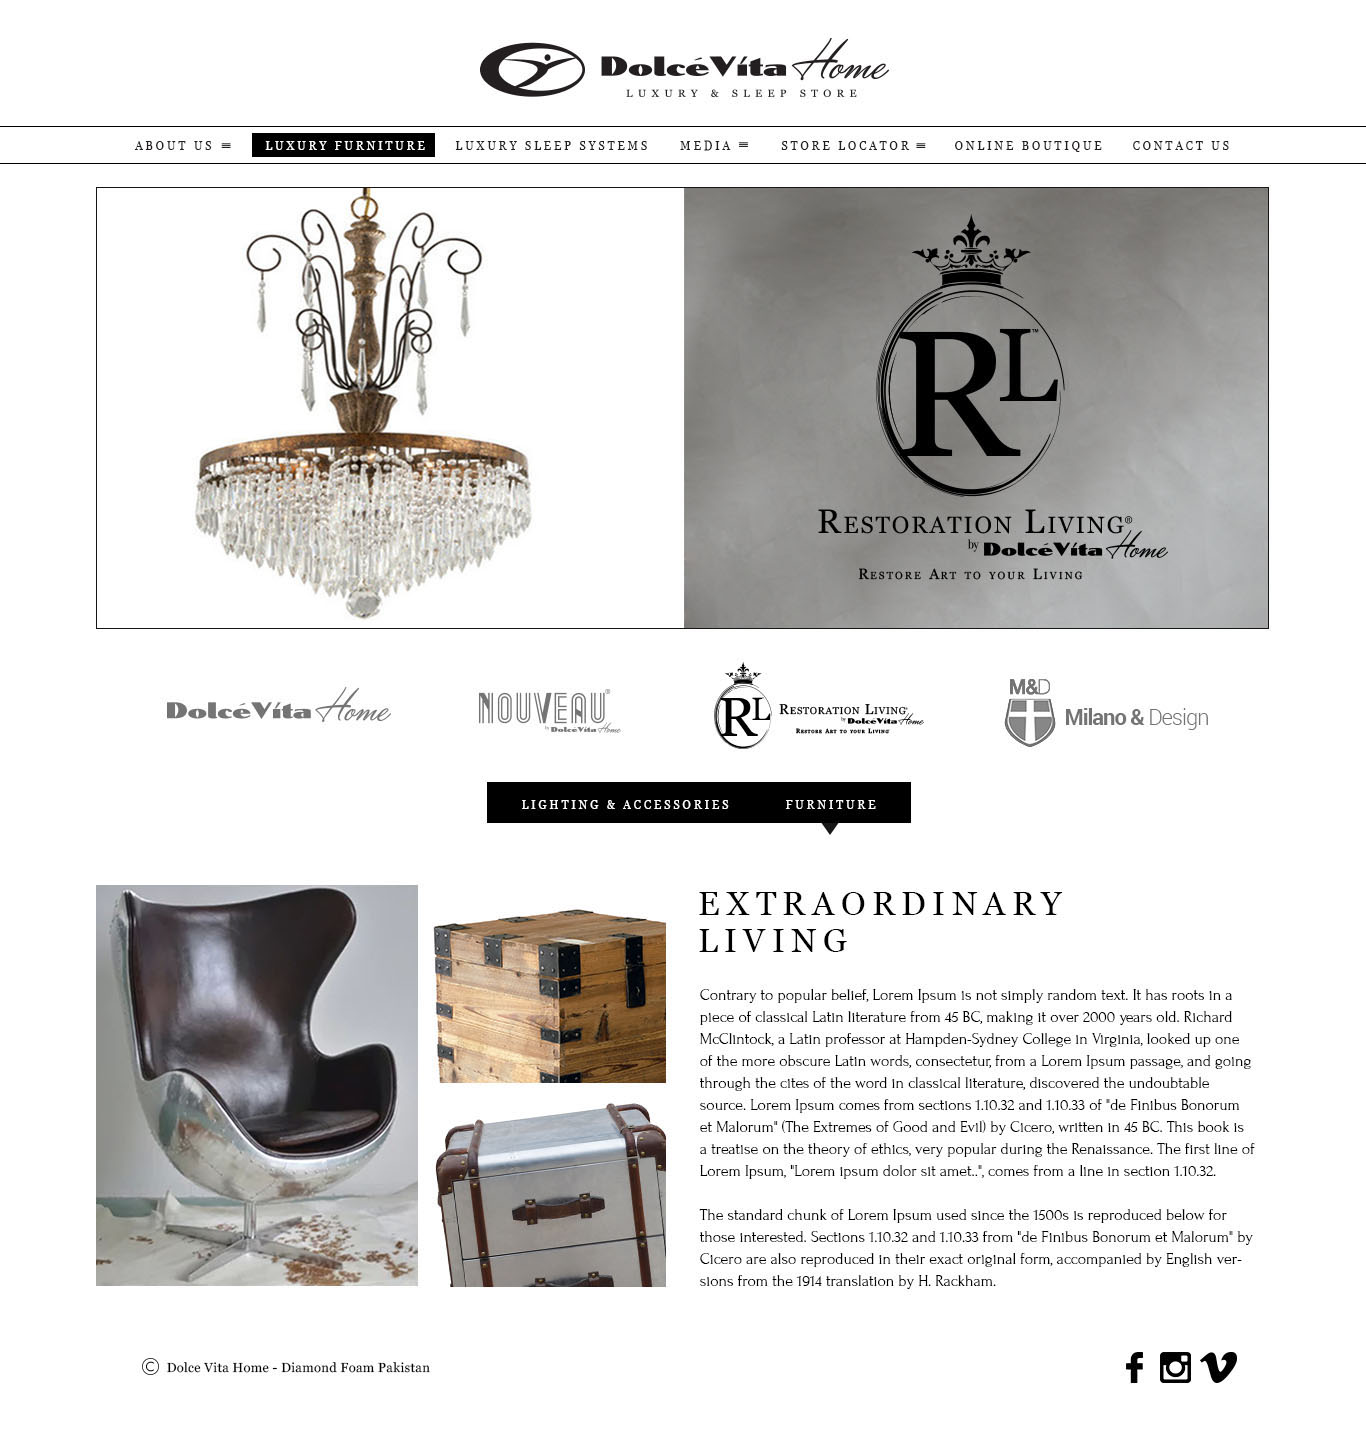 DolcéVita Home
LUXURY & SLEEP STORE
ABOUT US LUXURY FURNITURE LUXURY SLEEP SYSTEMS MEDIA STORE LOCATOR ONLINE BOUTIQUE CONTACT US
RL™
RESTORATION LIVING®
by DolcéVita Home
RESTORE ART TO YOUR LIVING
DolcéVita Home
NOUVEAU®
by DolcéVita Home
RL
RESTORATION LIVING®
by DolcéVita Home
RESTORE ART TO YOUR LIVING
M&D
Milano & Design
LIGHTING & ACCESSORIES FURNITURE
EXTRAORDINARY
LIVING
Contrary to popular belief, Lorem Ipsum is not simply random text. It has roots in a
piece of classical Latin literature from 45 BC, making it over 2000 years old. Richard
McClintock, a Latin professor at Hampden-Sydney College in Virginia, looked up one
of the more obscure Latin words, consectetur, from a Lorem Ipsum passage, and going
through the cites of the word in classical literature, discovered the undoubtable
source. Lorem Ipsum comes from sections 1.10.32 and 1.10.33 of "de Finibus Bonorum
et Malorum" (The Extremes of Good and Evil) by Cicero, written in 45 BC. This book is
a treatise on the theory of ethics, very popular during the Renaissance. The first line of
Lorem Ipsum, "Lorem ipsum dolor sit amet..", comes from a line in section 1.10.32.
The standard chunk of Lorem Ipsum used since the 1500s is reproduced below for
those interested. Sections 1.10.32 and 1.10.33 from "de Finibus Bonorum et Malorum" by
Cicero are also reproduced in their exact original form, accompanied by English ver-
sions from the 1914 translation by H. Rackham.
© Dolce Vita Home - Diamond Foam Pakistan